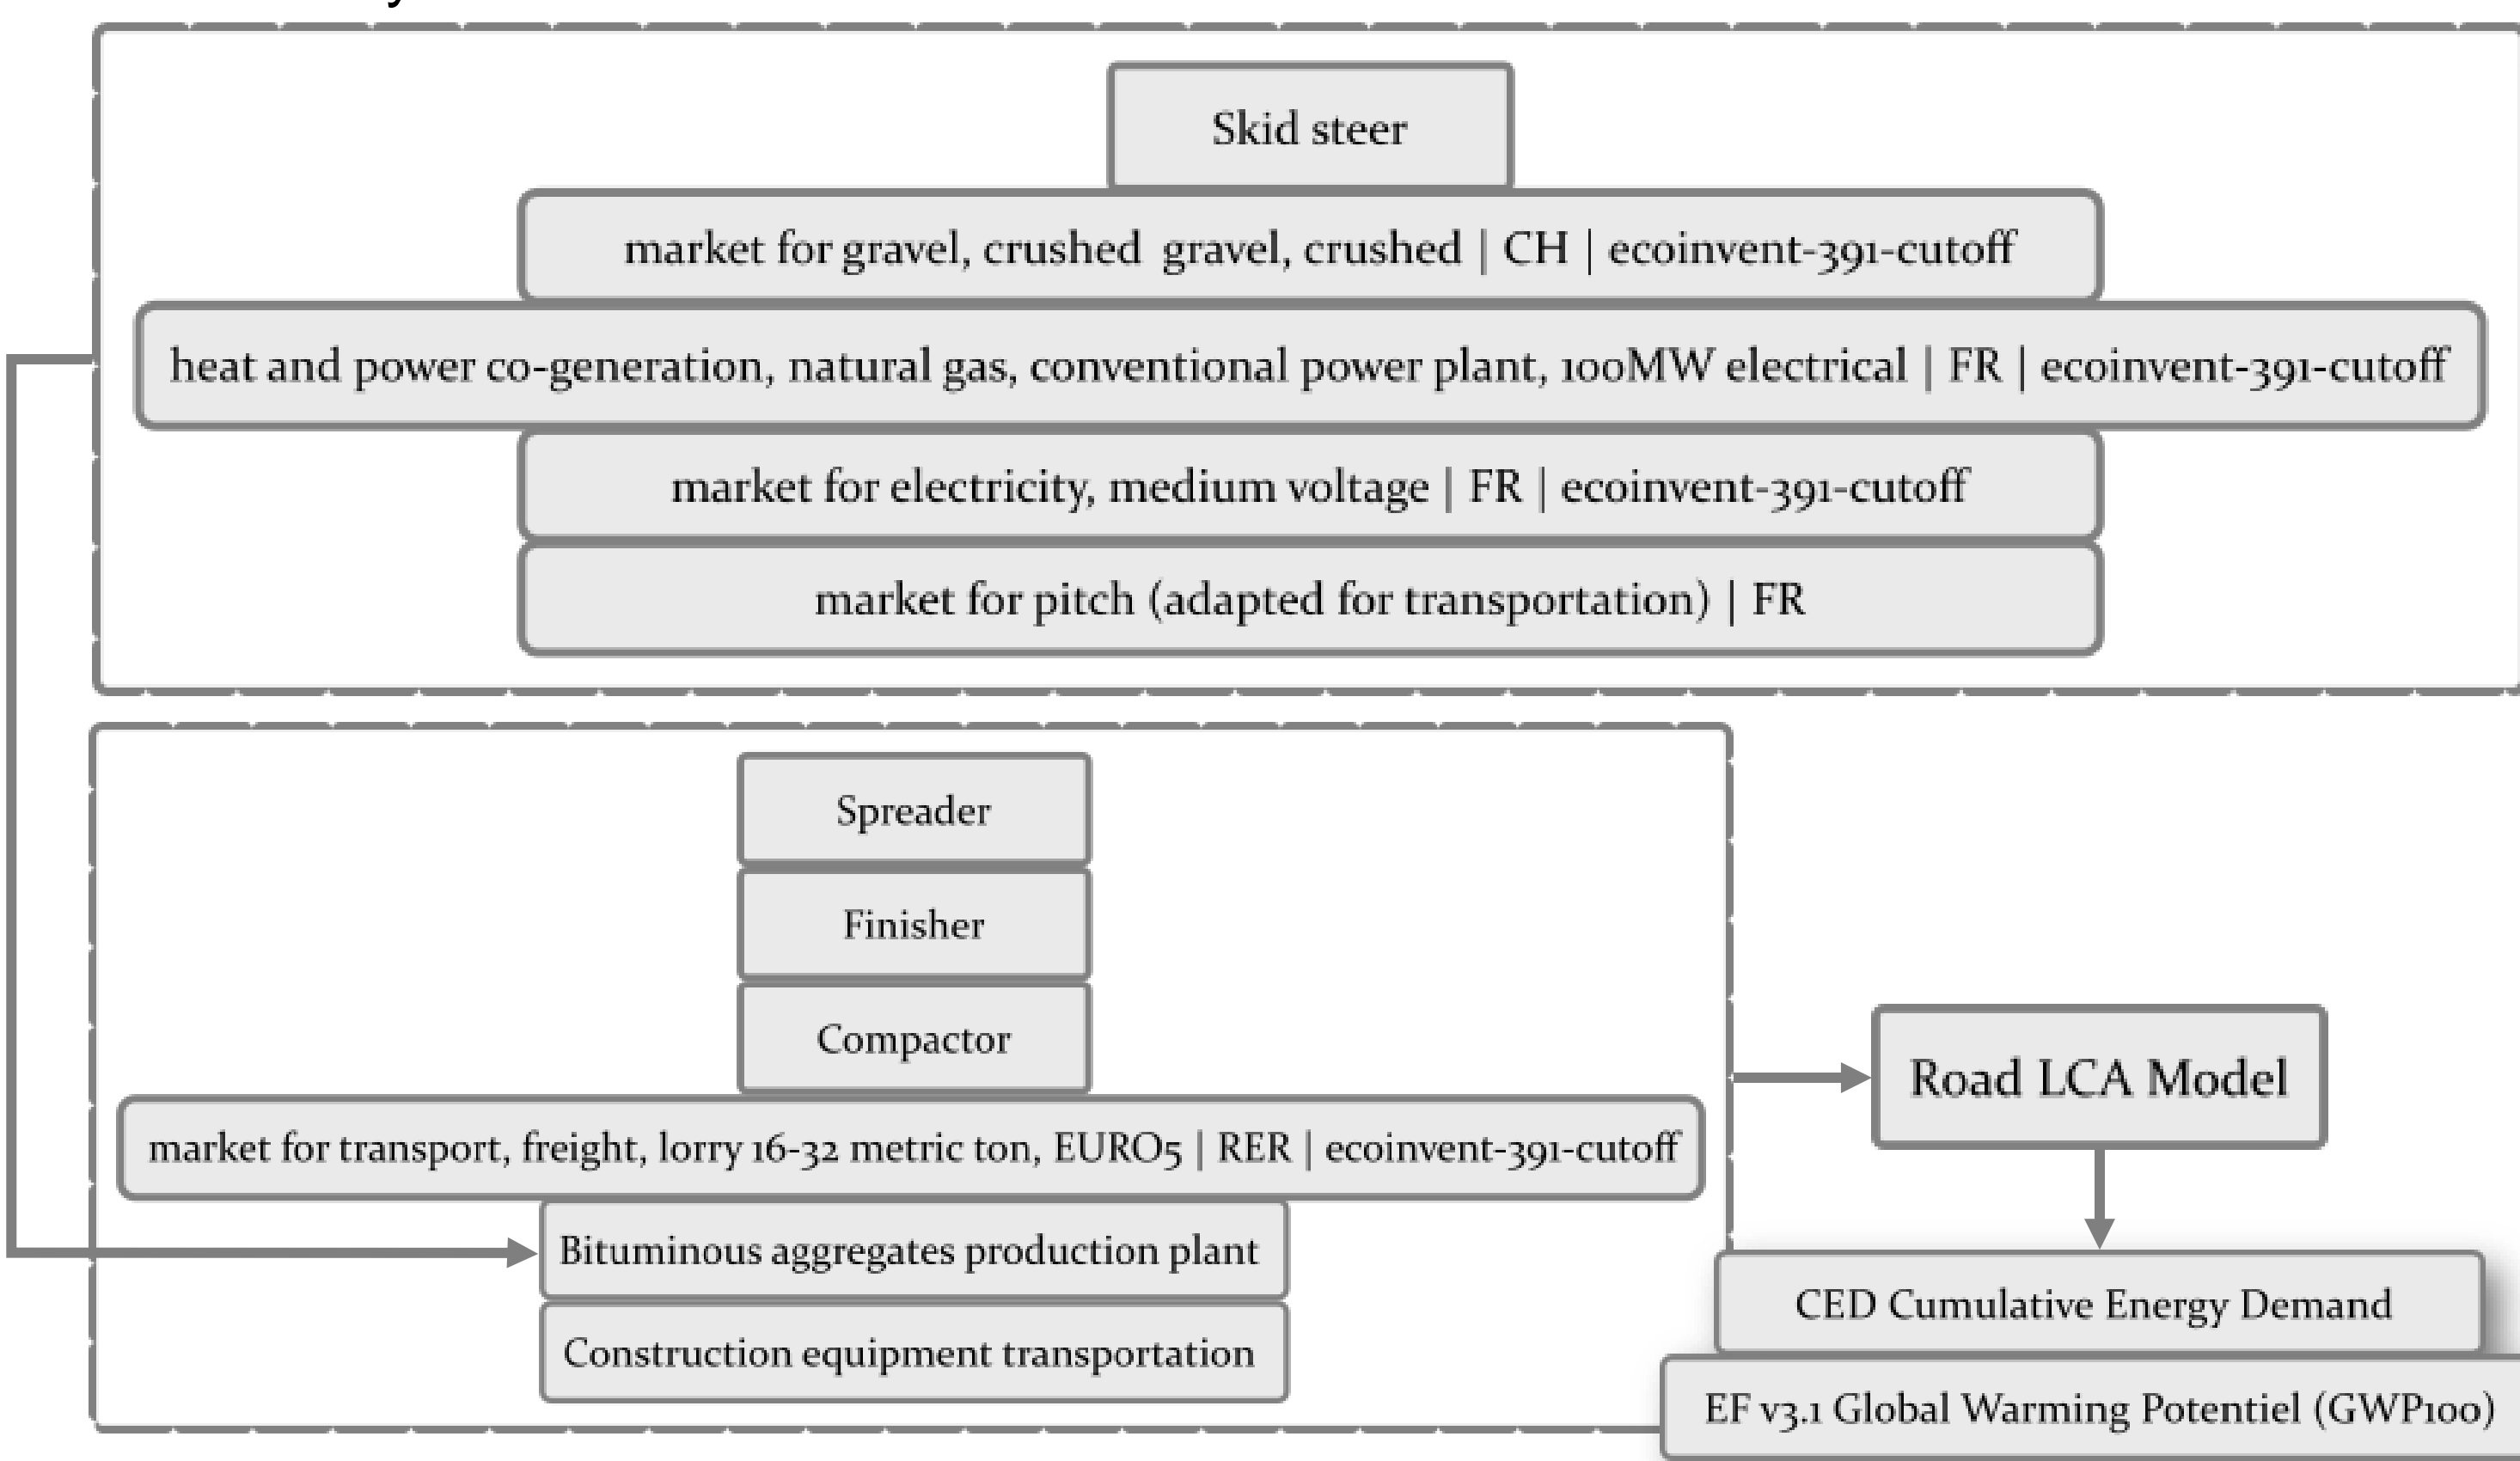 Skid steer
market for gravel, crushed  gravel, crushed | CH | ecoinvent-391-cutoff
heat and power co-generation, natural gas, conventional power plant, 100MW electrical | FR | ecoinvent-391-cutoff
market for electricity, medium voltage | FR | ecoinvent-391-cutoff
market for pitch (adapted for transportation) | FR
Spreader
Finisher
Compactor
market for transport, freight, lorry 16-32 metric ton, EURO5 | RER | ecoinvent-391-cutoff
Bituminous aggregates production plant
Construction equipment transportation
Road LCA Model
CED Cumulative Energy Demand
EF v3.1 Global Warming Potentiel (GWP100)